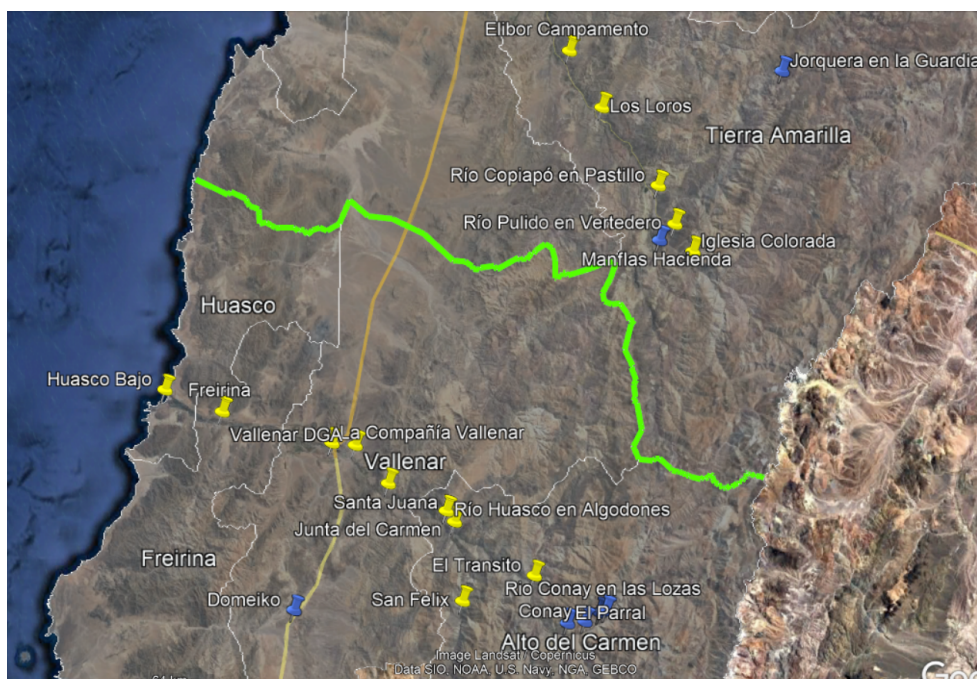 Elibor Campamento
Jorquera en la Guardia
Los Loros
Tierra Amarilla
Río Copiapó en Pastillo
Río Pulido en Vertedero
Iglesia Colorada
Manflas Hacienda
Huasco
Huasco Bajo
Freirina
Vallenar DGA
La Compañía Vallenar
Vallenar
Santa Juana
Río Huasco en Algodones
Junta del Carmen
Freirina
El Transito
Rio Conay en las Lozas
Domeiko
San Félix
Conay
El Parral
Alto del Carmen
Image Landsat / Copernicus
Data SIO, NOAA, U.S. Navy, NGA, GEBCO